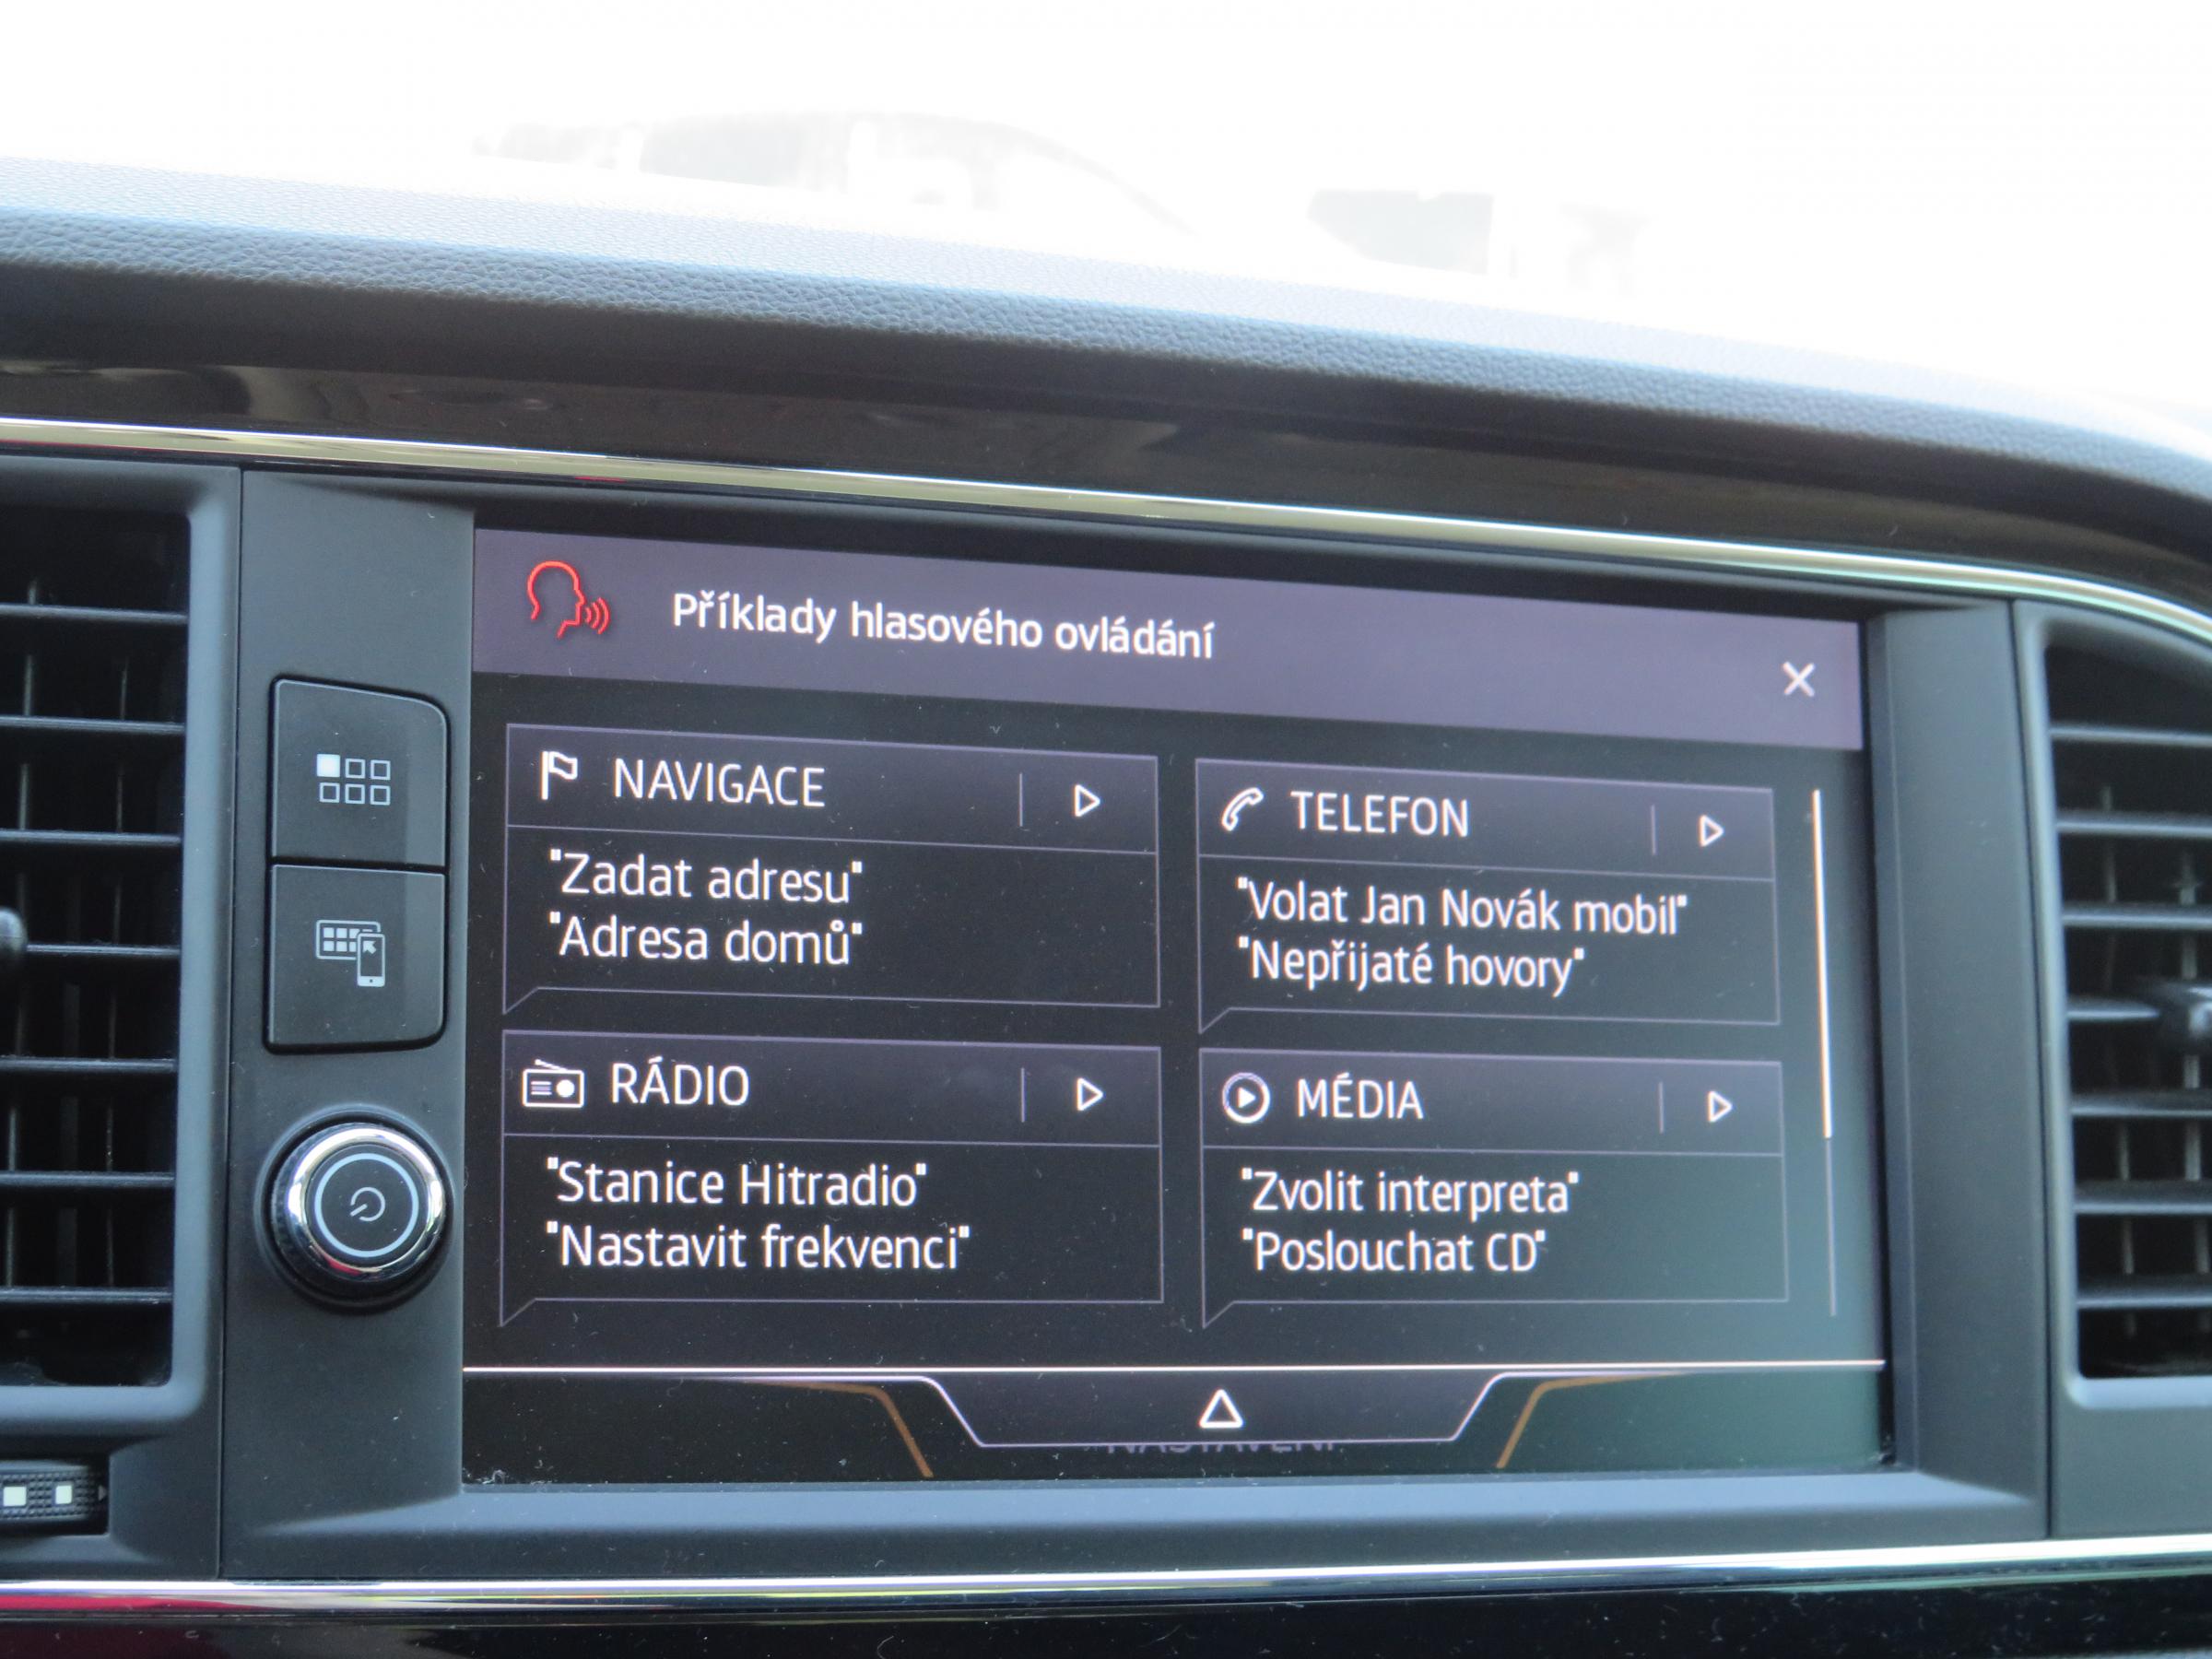 Příklady hlasového ovládání
NAVIGACE
"Zadat adresu"
"Adresa domů"
TELEFON
"Volat Jan Novák mobil"
"Nepřijaté hovory"
RÁDIO
"Stanice Hitradio"
"Nastavit frekvenci"
MÉDIA
"Zvolit interpreta"
"Poslouchat CD"